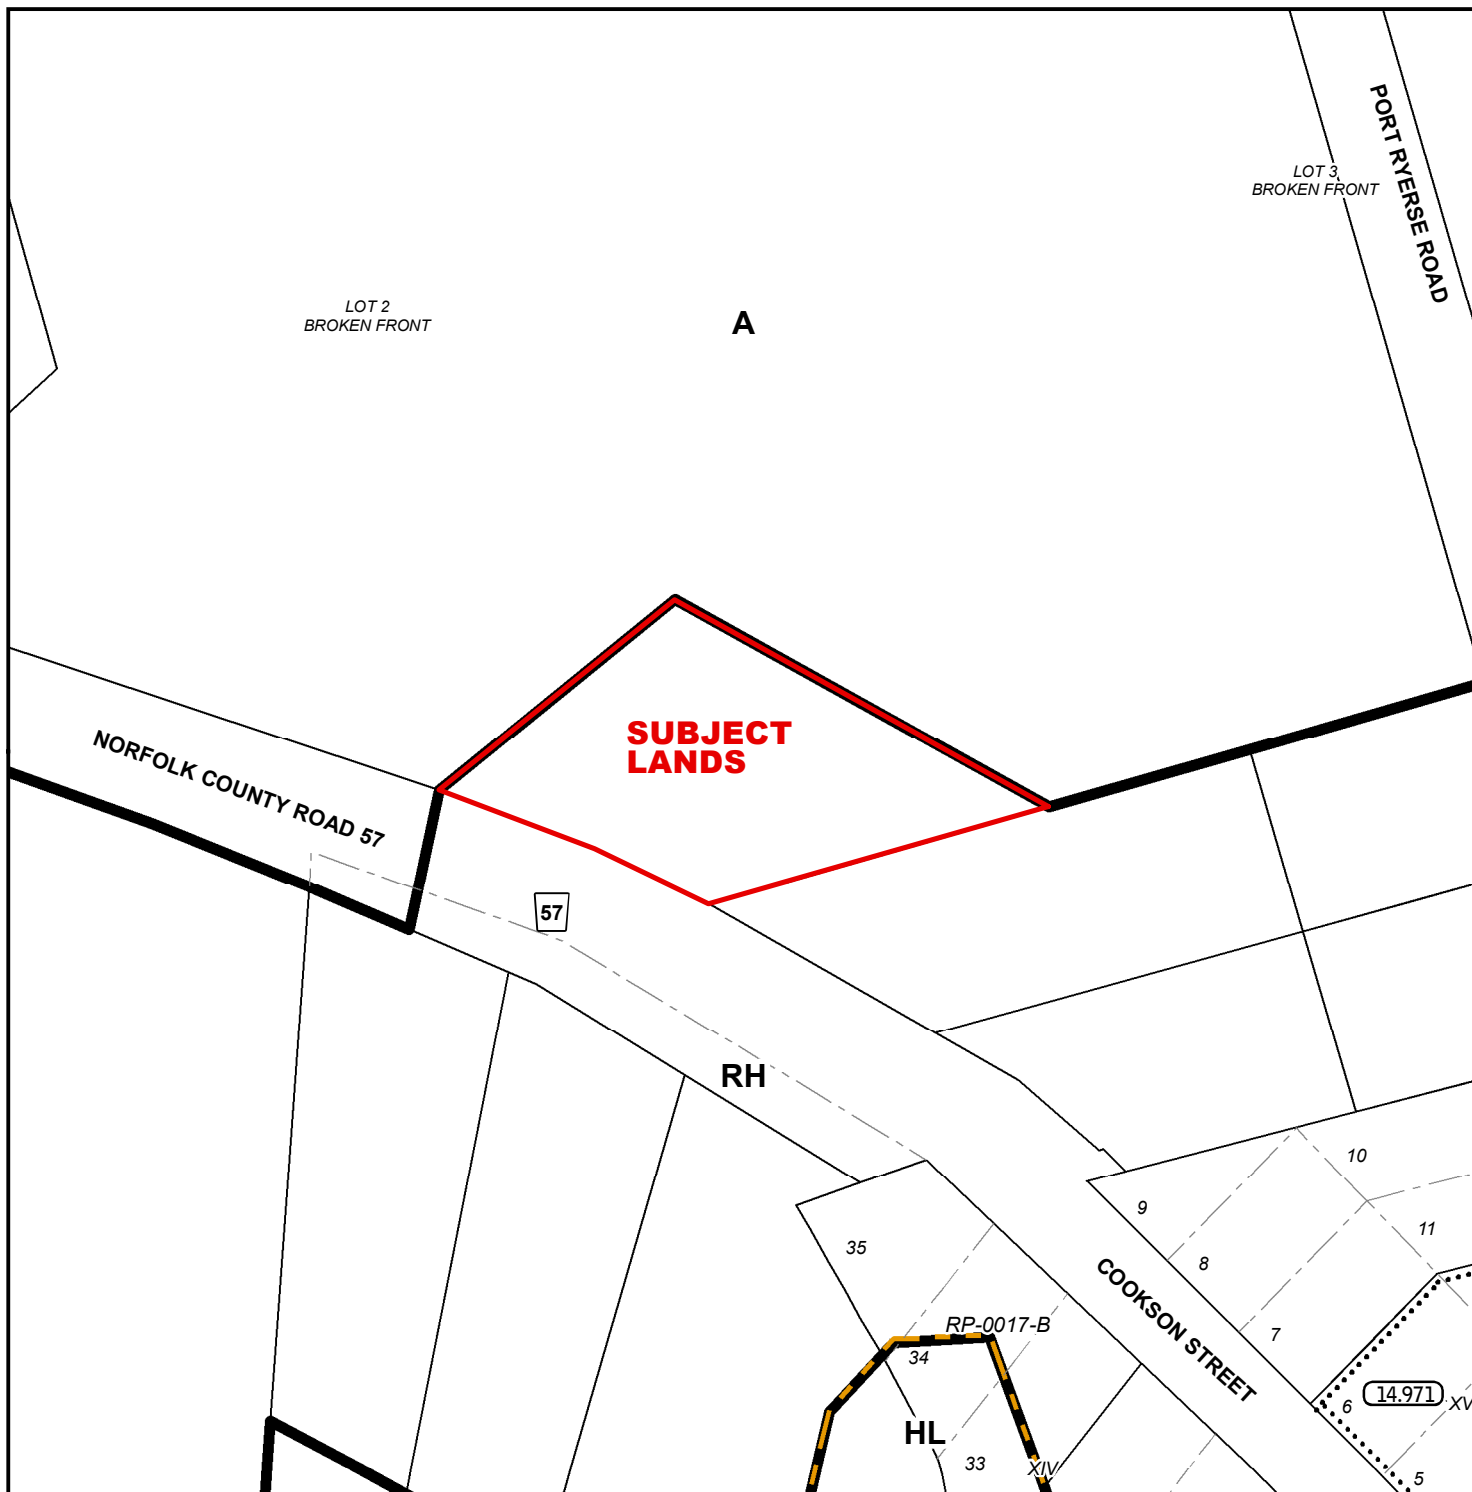 PORT RYERSE ROAD
LOT 3
BROKEN FRONT
LOT 2
BROKEN FRONT
A
SUBJECT
LANDS
NORFOLK COUNTY ROAD 57
57
RH
10
9
11
35
8
COOKSON STREET
RP-0017-B
7
34
14.971
6
XV
HL
33
XIV
5